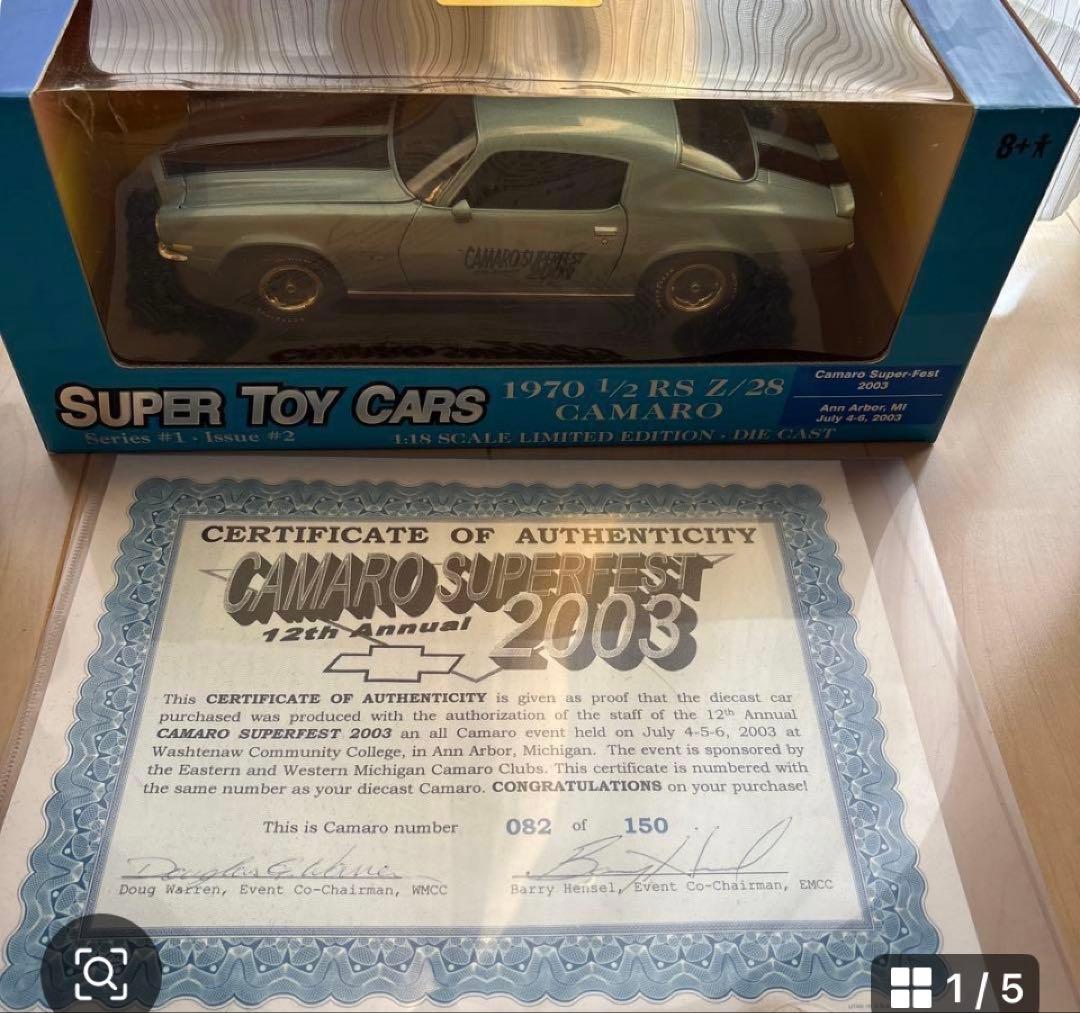 8+
CAMARO SUPERFEST
SUPER TOY CARS
Series #1 · Issue #2
1970 ½ RS Z/28
CAMARO
1:18 SCALE LIMITED EDITION · DIE CAST
Camaro Super-Fest
2003
Ann Arbor, MI
July 4-6, 2003
CERTIFICATE OF AUTHENTICITY
CAMARO SUPERFEST
12th Annual 2003
This CERTIFICATE OF AUTHENTICITY is given as proof that the diecast car
purchased was produced with the authorization of the staff of the 12th Annual
CAMARO SUPERFEST 2003 an all Camaro event held on July 4-5-6, 2003 at
Washtenaw Community College, in Ann Arbor, Michigan. The event is sponsored by
the Eastern and Western Michigan Camaro Clubs. This certificate is numbered with
the same number as your diecast Camaro. CONGRATULATIONS on your purchase!
This is Camaro number 082 of 150
Doug Warren, Event Co-Chairman, WMCC
Barry Hensel, Event Co-Chairman, EMCC
1/5